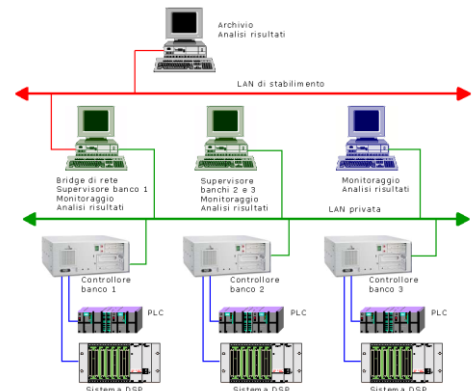 Archivio
Analisi risultati
LAN di stabilimento
Bridge di rete
Supervisore banco 1
Monitoraggio
Analisi risultati
Supervisore
banchi 2 e 3
Monitoraggio
Analisi risultati
Monitoraggio
Analisi risultati
LAN privata
Controllore
banco 1
Controllore
banco 2
Controllore
banco 3
PLC
PLC
PLC
Sistema DSP
Sistema DSP
Sistema DSP